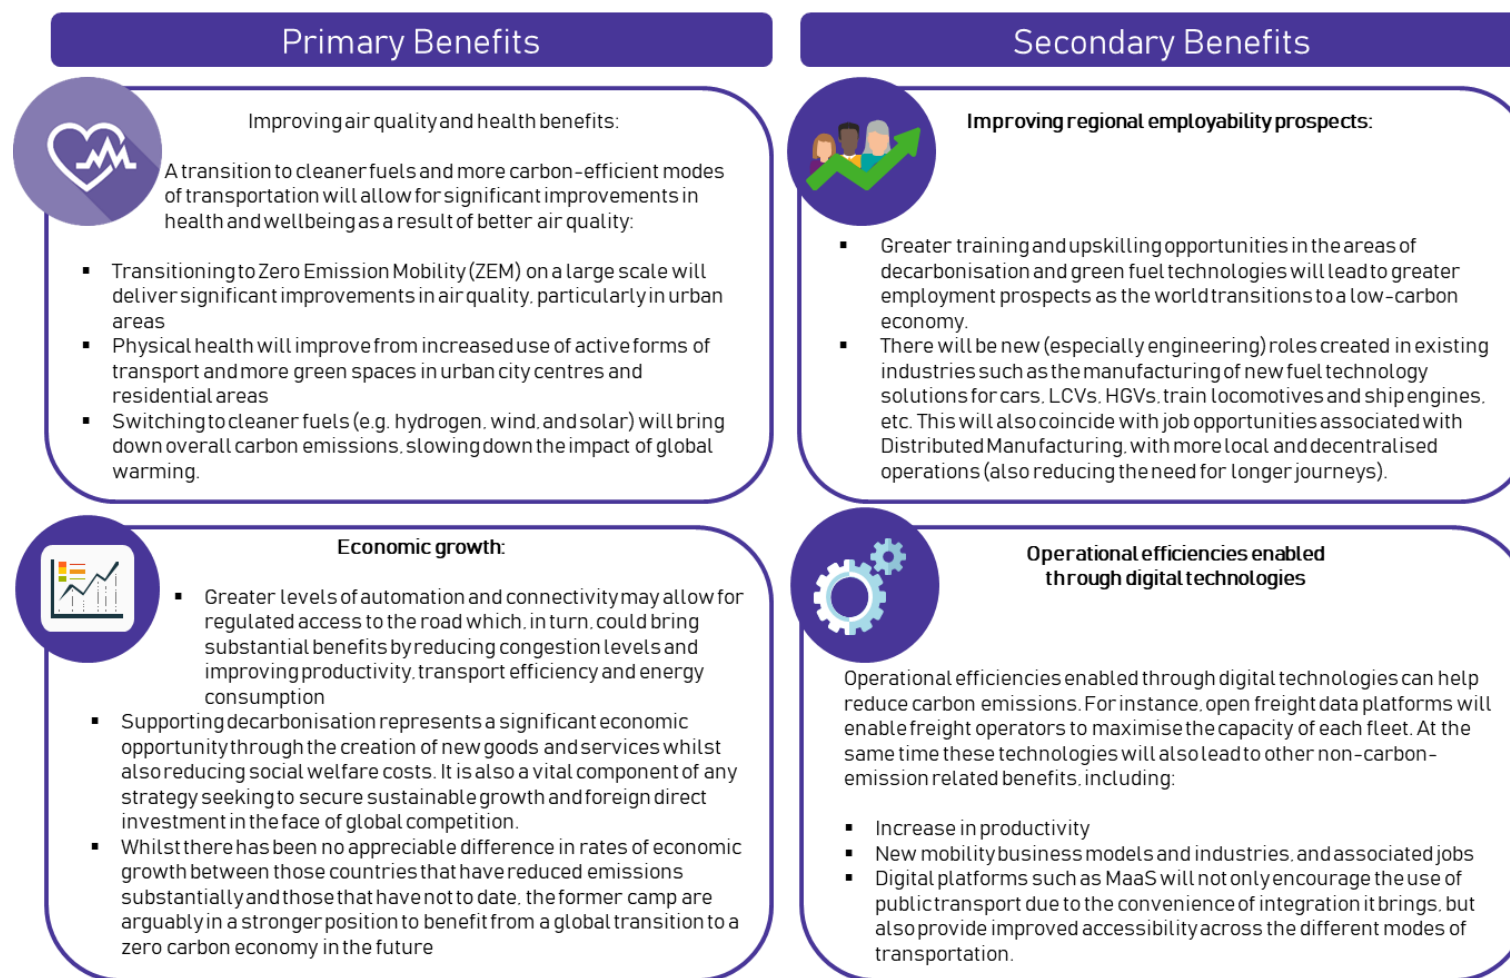 Primary Benefits
Improving air quality and health benefits:
A transition to cleaner fuels and more carbon-efficient modes
of transportation will allow for significant improvements in
health and wellbeing as a result of better air quality:
▪ Transitioning to Zero Emission Mobility (ZEM) on a large scale will
deliver significant improvements in air quality, particularly in urban
areas
▪ Physical health will improve from increased use of active forms of
transport and more green spaces in urban city centres and
residential areas
▪ Switching to cleaner fuels (e.g. hydrogen, wind, and solar) will bring
down overall carbon emissions, slowing down the impact of global
warming.
Economic growth:
▪ Greater levels of automation and connectivity may allow for
regulated access to the road which, in turn, could bring
substantial benefits by reducing congestion levels and
improving productivity, transport efficiency and energy
consumption
▪ Supporting decarbonisation represents a significant economic
opportunity through the creation of new goods and services whilst
also reducing social welfare costs. It is also a vital component of any
strategy seeking to secure sustainable growth and foreign direct
investment in the face of global competition.
▪ Whilst there has been no appreciable difference in rates of economic
growth between those countries that have reduced emissions
substantially and those that have not to date, the former camp are
arguably in a stronger position to benefit from a global transition to a
zero carbon economy in the future
Secondary Benefits
Improving regional employability prospects:
▪ Greater training and upskilling opportunities in the areas of
decarbonisation and green fuel technologies will lead to greater
employment prospects as the world transitions to a low-carbon
economy.
▪ There will be new (especially engineering) roles created in existing
industries such as the manufacturing of new fuel technology
solutions for cars, LCVs, HGVs, train locomotives and ship engines,
etc. This will also coincide with job opportunities associated with
Distributed Manufacturing, with more local and decentralised
operations (also reducing the need for longer journeys).
Operational efficiencies enabled
through digital technologies
Operational efficiencies enabled through digital technologies can help
reduce carbon emissions. For instance, open freight data platforms will
enable freight operators to maximise the capacity of each fleet. At the
same time these technologies will also lead to other non-carbon-
emission related benefits, including:
▪ Increase in productivity
▪ New mobility business models and industries, and associated jobs
▪ Digital platforms such as MaaS will not only encourage the use of
public transport due to the convenience of integration it brings, but
also provide improved accessibility across the different modes of
transportation.